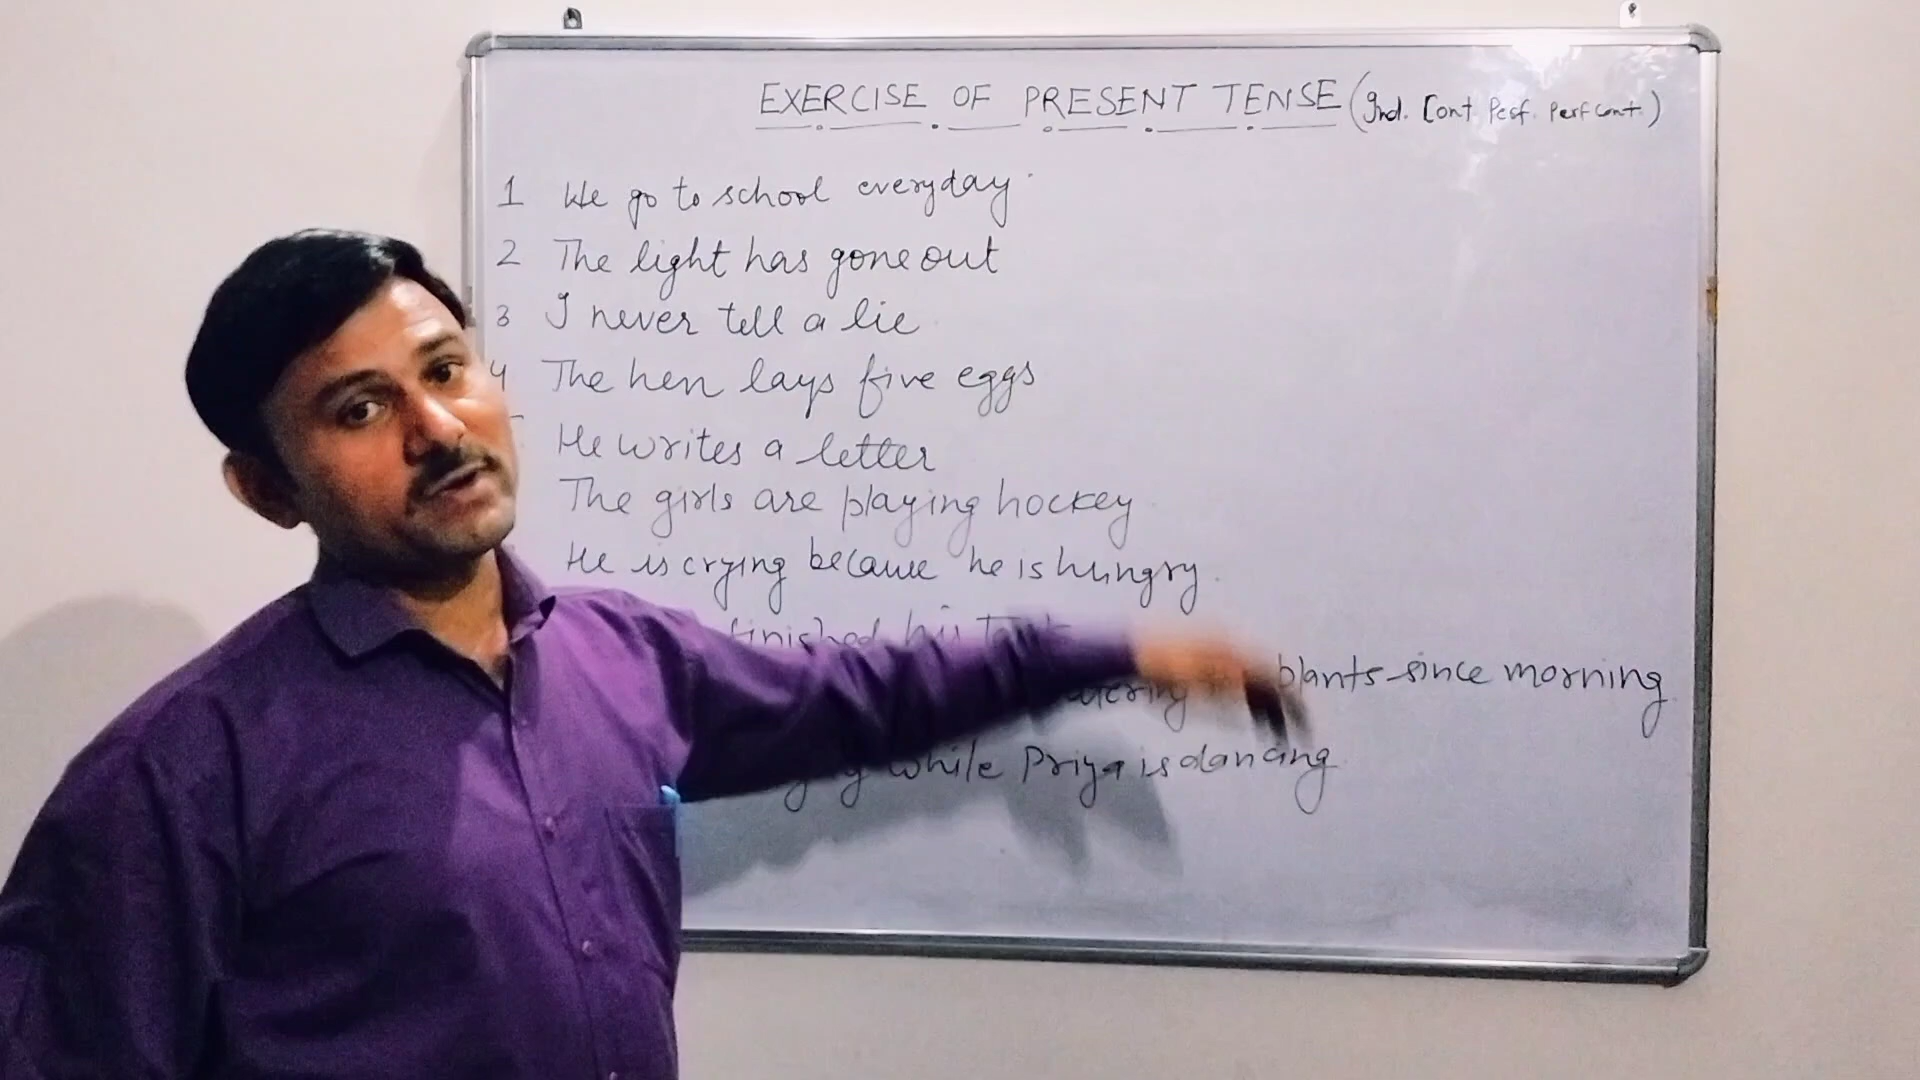 EXERCISE OF PRESENT TENSE (Ind. Cont. Perf. Perf Cont.)
1 We go to school everyday.
2 The light has gone out
3 I never tell a lie
4 The hen lays five eggs
He writes a letter
The girls are playing hockey.
He is crying because he is hungry.
finished his
plants since morning
while Priya is dancing